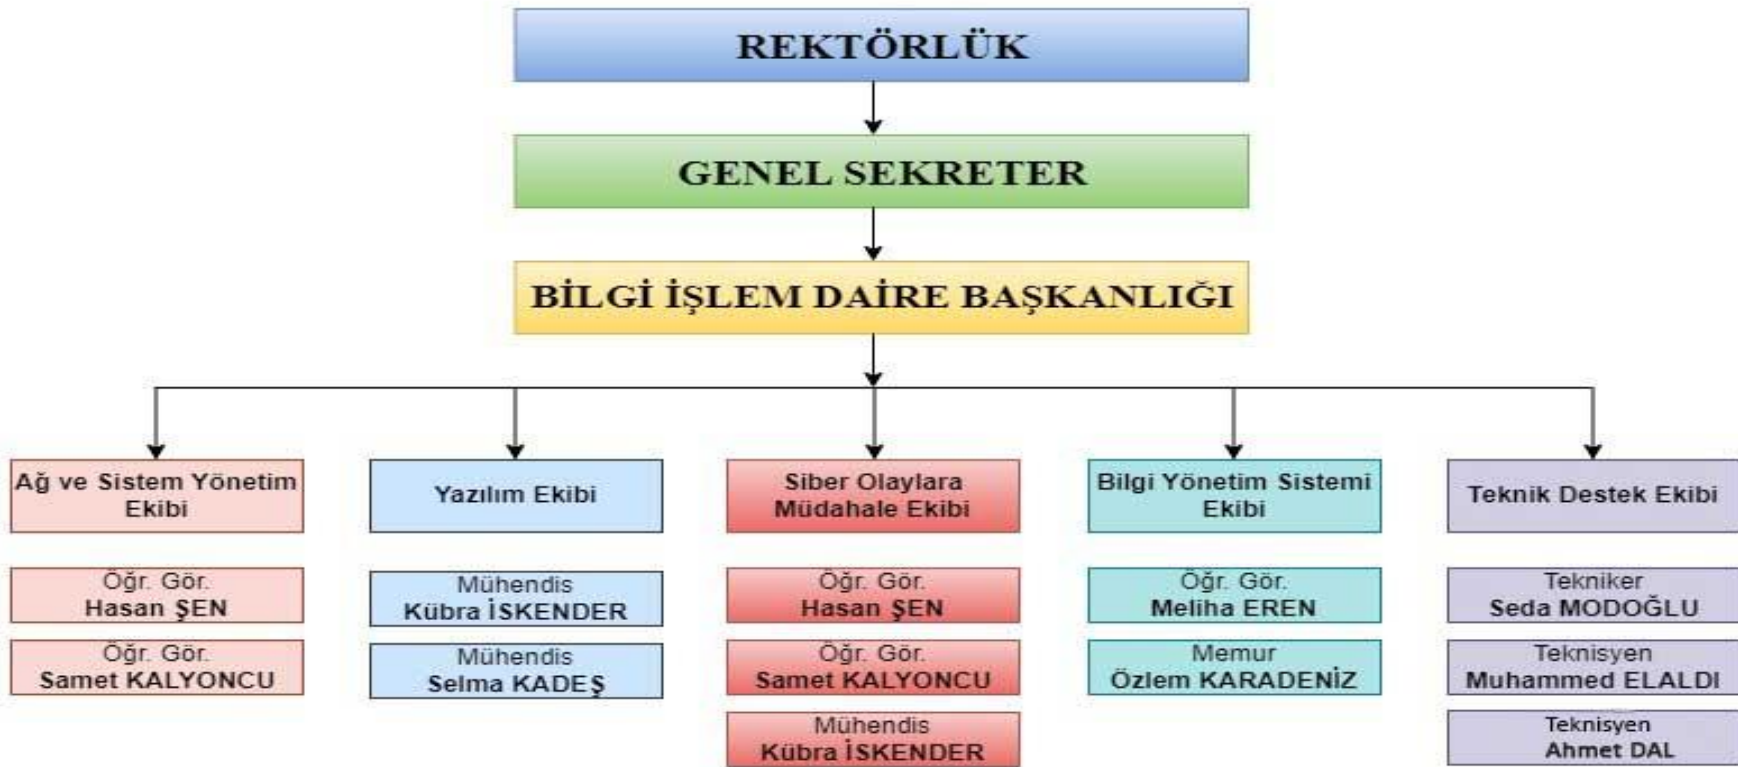 REKTÖRLÜK
GENEL SEKRETER
BİLGİ İŞLEM DAİRE BAŞKANLIĞI
Ağ ve Sistem Yönetim
Ekibi
Öğr. Gör.
Hasan ŞEN
Öğr. Gör.
Samet KALYONCU
Yazılım Ekibi
Mühendis
Kübra İSKENDER
Mühendis
Selma KADEŞ
Siber Olaylara
Müdahale Ekibi
Öğr. Gör.
Hasan ŞEN
Öğr. Gör.
Samet KALYONCU
Mühendis
Kübra İSKENDER
Bilgi Yönetim Sistemi
Ekibi
Öğr. Gör.
Meliha EREN
Memur
Özlem KARADENİZ
Teknik Destek Ekibi
Tekniker
Seda MODOĞLU
Teknisyen
Muhammed ELALDI
Teknisyen
Ahmet DAL